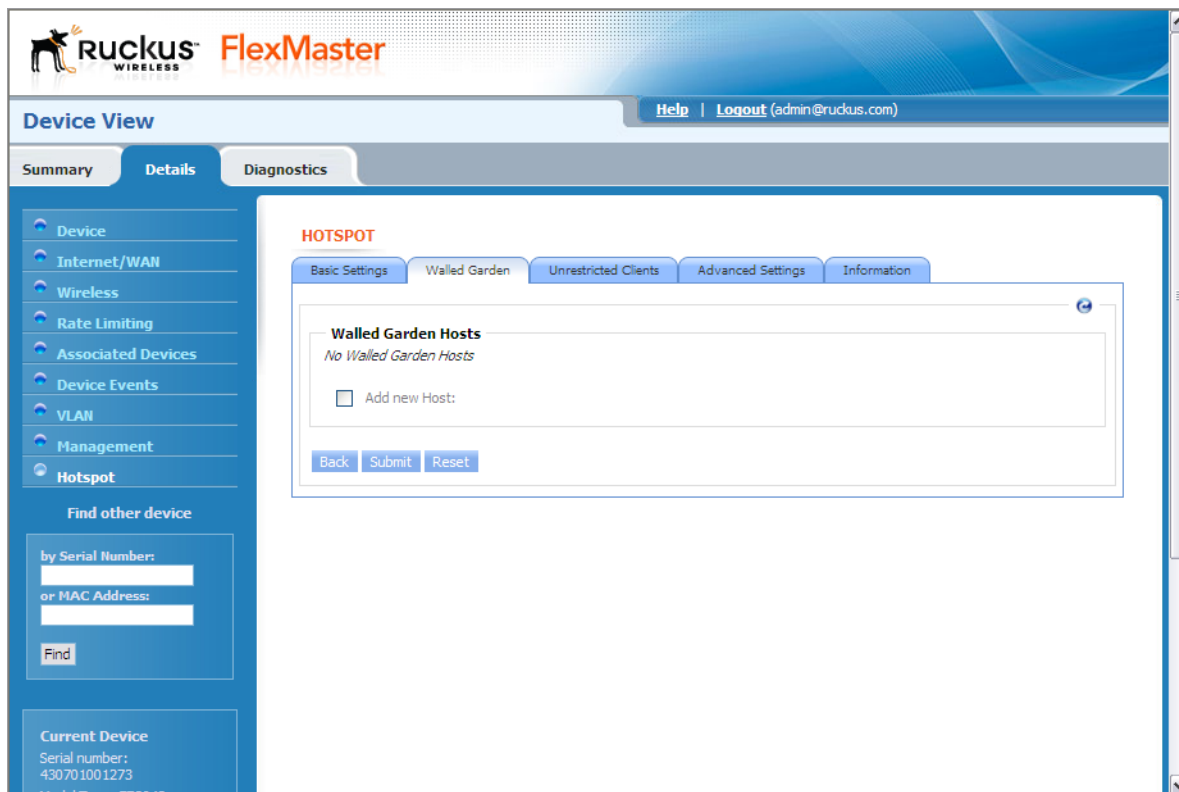 Ruckus WIRELESS FlexMaster
Device View
Help | Logout (admin@ruckus.com)
Summary Details Diagnostics
Device
Internet/WAN
Wireless
Rate Limiting
Associated Devices
Device Events
VLAN
Management
Hotspot
Find other device
by Serial Number:
or MAC Address:
Find
Current Device
Serial number:
430701001273
HOTSPOT
Basic Settings Walled Garden Unrestricted Clients Advanced Settings Information
Walled Garden Hosts
No Walled Garden Hosts
Add new Host:
Back Submit Reset